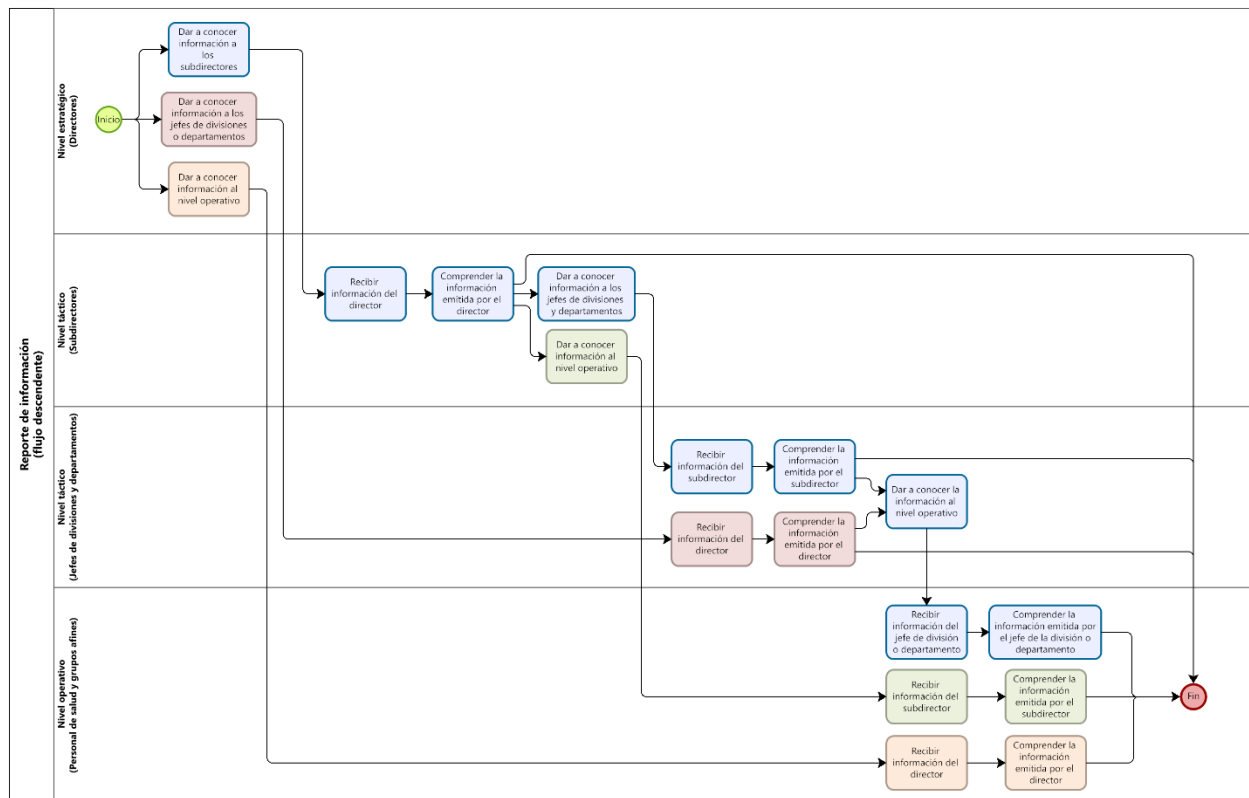 Reporte de información
(flujo descendente)
Nivel estratégico
(Directores)
Inicio
Dar a conocer
información a
los
subdirectores
Dar a conocer
información a los
jefes de divisiones
o departamentos
Dar a conocer
información al
nivel operativo
Nivel táctico
(Subdirectores)
Recibir
información del
director
Comprender la
información
emitida por el
director
Dar a conocer
información a los
jefes de divisiones
y departamentos
Dar a conocer
información al
nivel operativo
Nivel táctico
(Jefes de divisiones y departamentos)
Recibir
información del
subdirector
Comprender la
información
emitida por el
subdirector
Dar a conocer la
información al
nivel operativo
Recibir
información del
director
Comprender la
información
emitida por el
director
Nivel operativo
(Personal de salud y grupos afines)
Recibir
información del
jefe de división
o departamento
Comprender la
información emitida por
el jefe de la división o
departamento
Recibir
información del
subdirector
Comprender la
información
emitida por el
subdirector
Fin
Recibir
información del
director
Comprender la
información
emitida por el
director